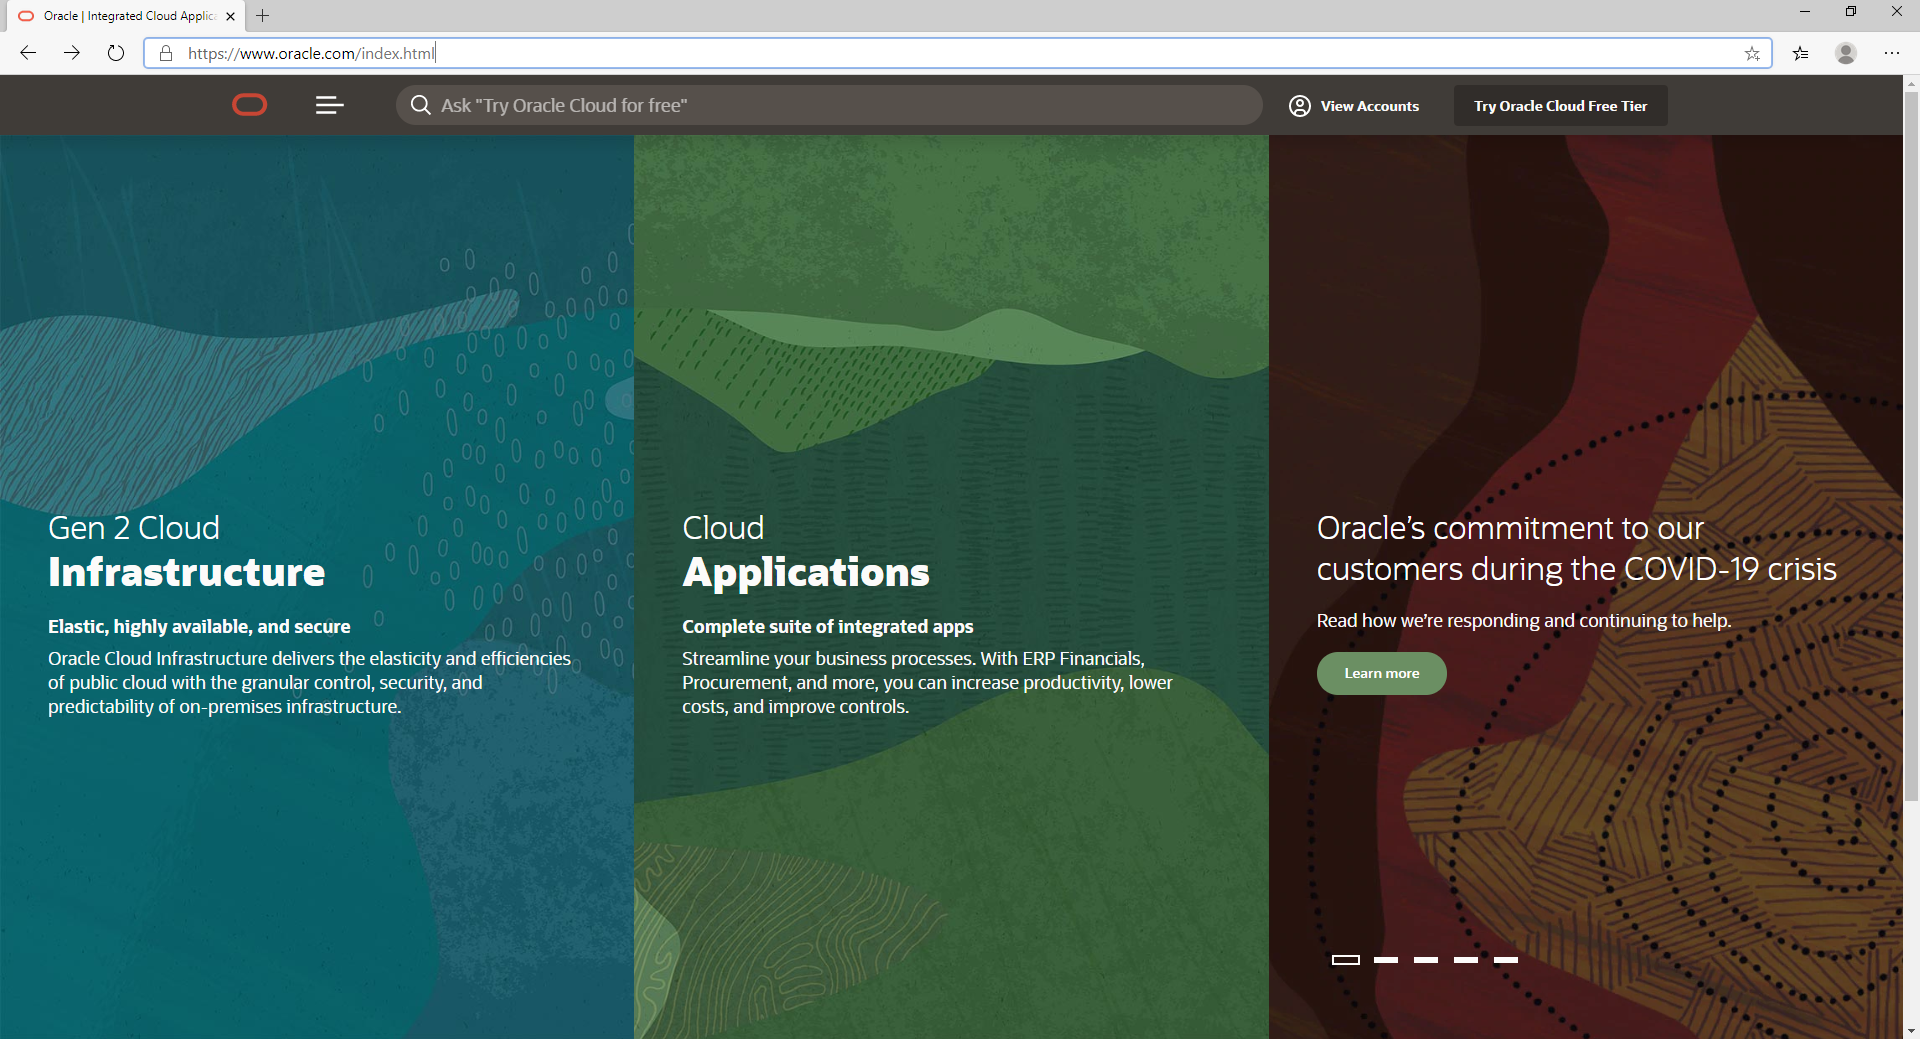 Oracle | Integrated Cloud Applic
https://www.oracle.com/index.html
Ask "Try Oracle Cloud for free"
View Accounts
Try Oracle Cloud Free Tier
Gen 2 Cloud
Infrastructure
Elastic, highly available, and secure
Oracle Cloud Infrastructure delivers the elasticity and efficiencies
of public cloud with the granular control, security, and
predictability of on-premises infrastructure.
Cloud
Applications
Complete suite of integrated apps
Streamline your business processes. With ERP Financials,
Procurement, and more, you can increase productivity, lower
costs, and improve controls.
Oracle’s commitment to our
customers during the COVID-19 crisis
Read how we’re responding and continuing to help.
Learn more